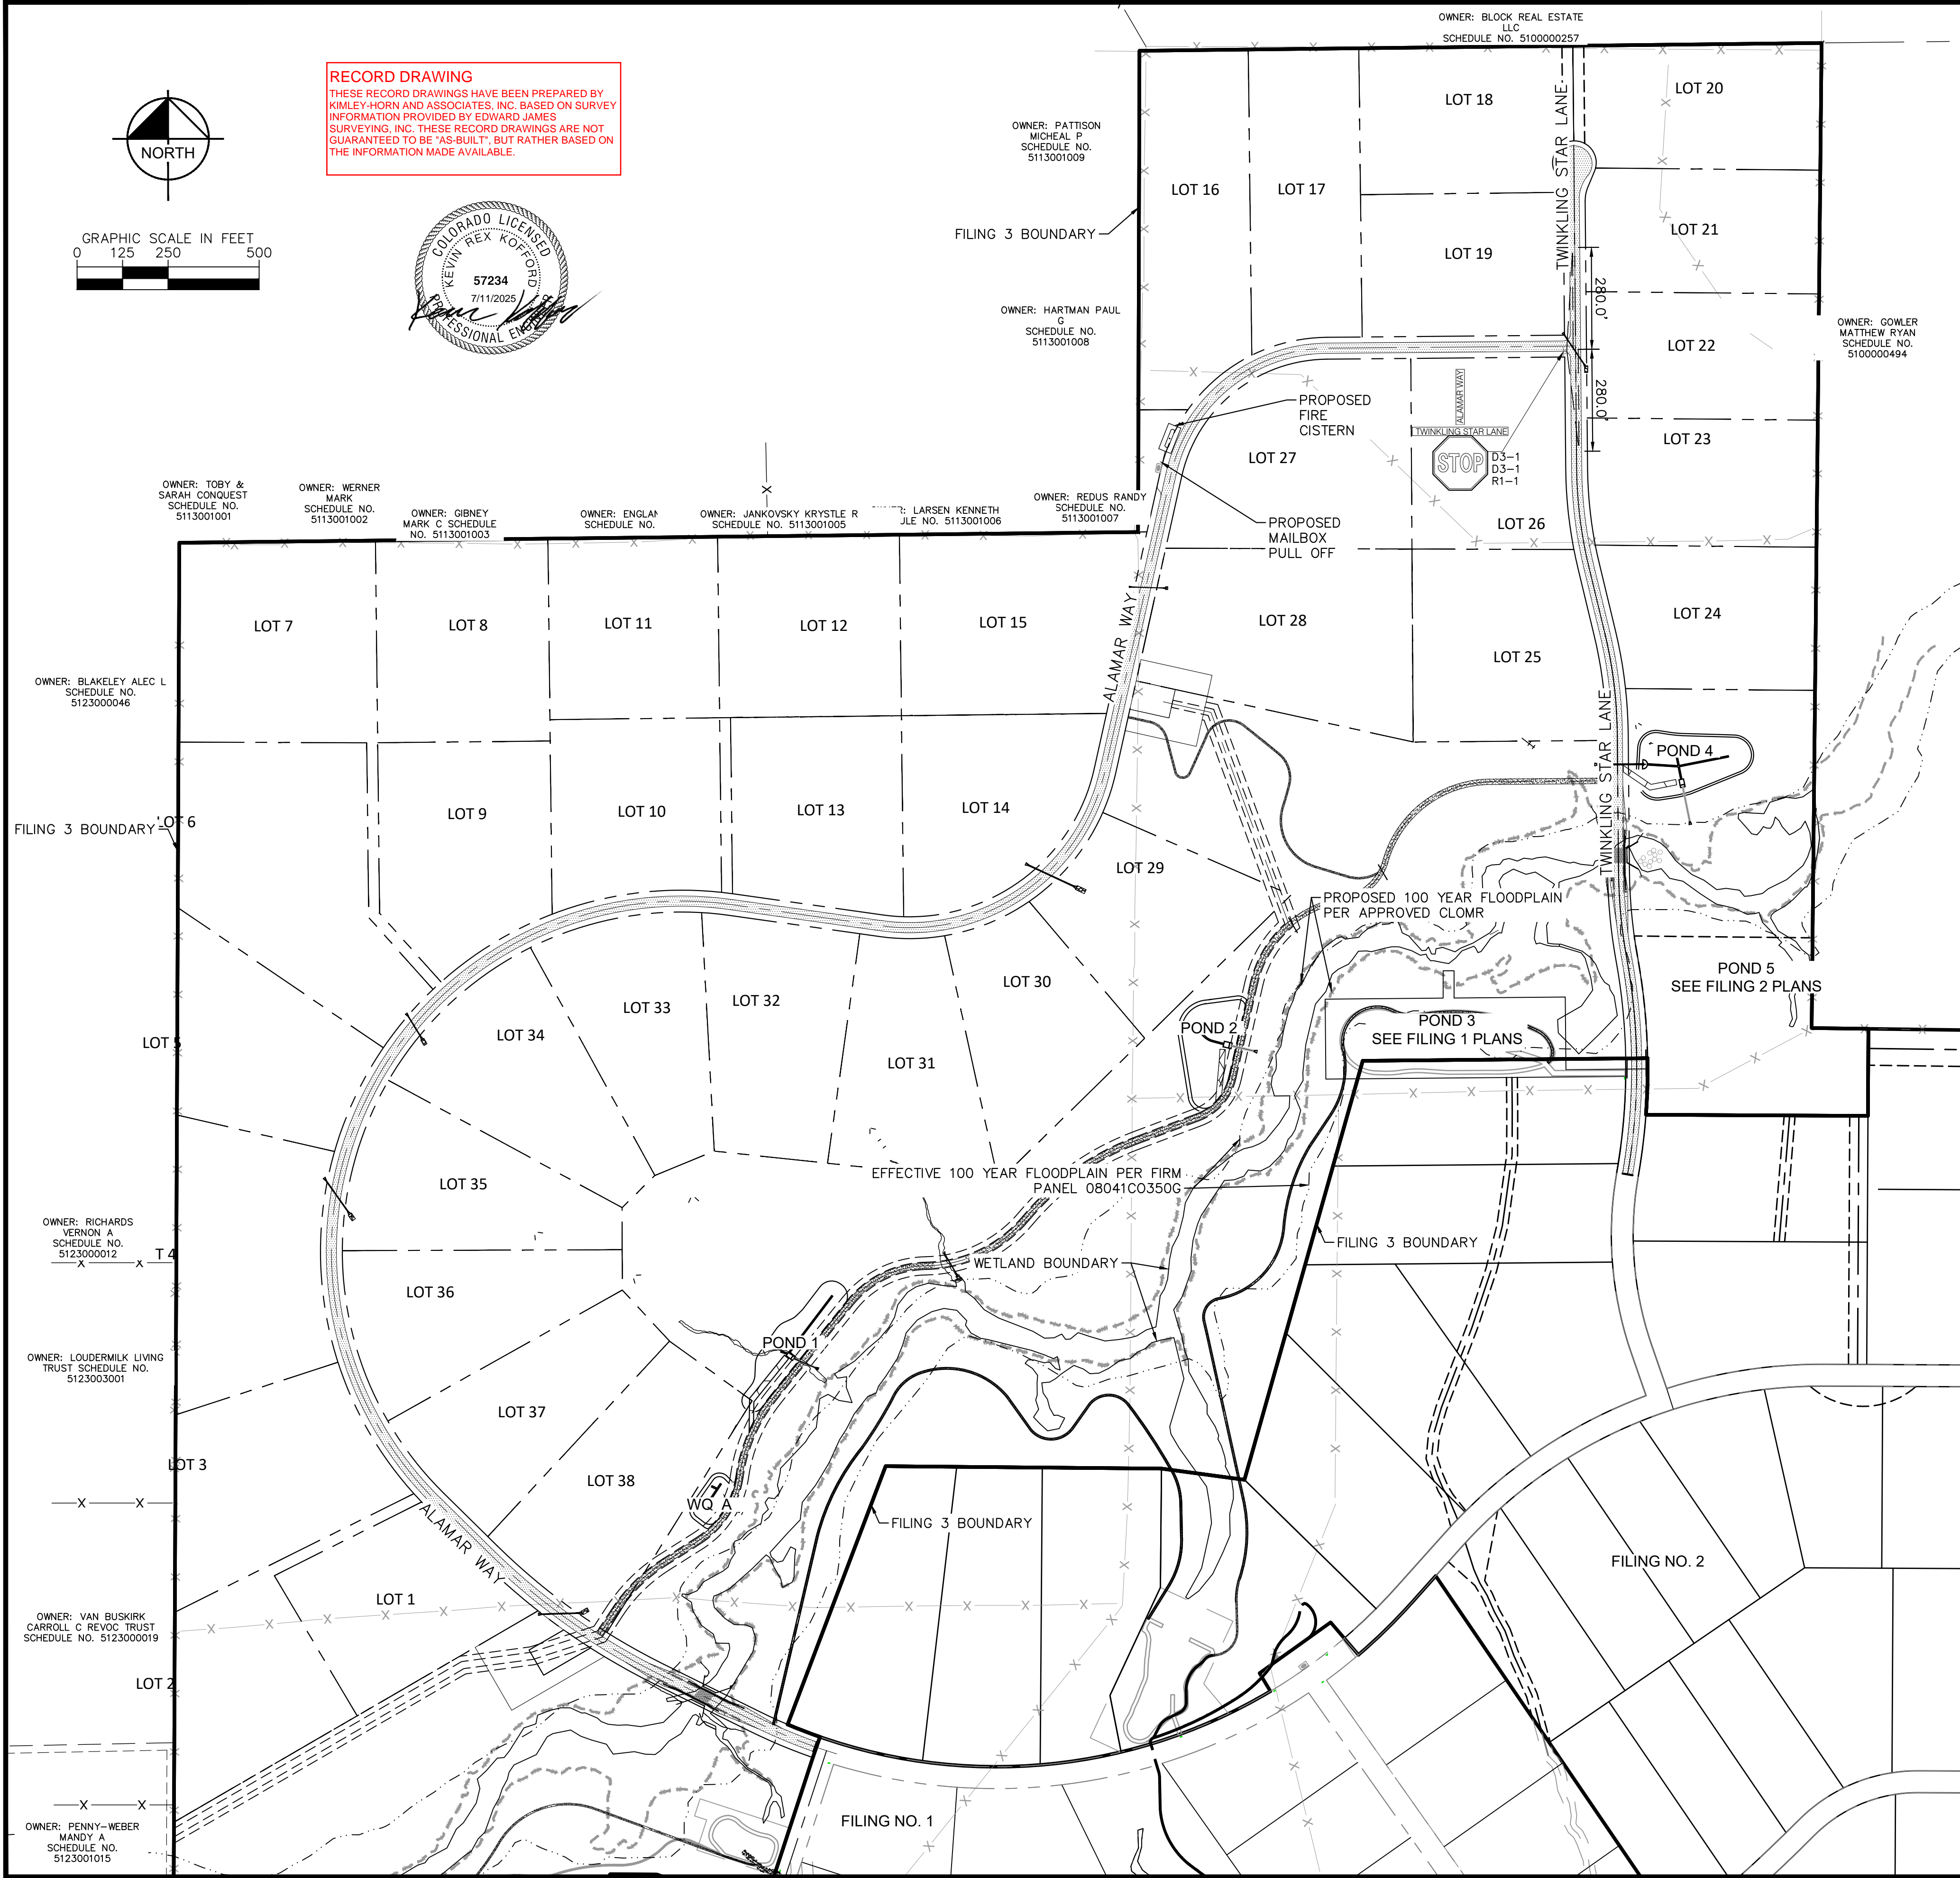 OWNER: BLOCK REAL ESTATE
LLC
SCHEDULE NO. 5100000257
RECORD DRAWING
THESE RECORD DRAWINGS HAVE BEEN PREPARED BY
KIMLEY-HORN AND ASSOCIATES, INC. BASED ON SURVEY
INFORMATION PROVIDED BY EDWARD JAMES
SURVEYING, INC. THESE RECORD DRAWINGS ARE NOT
GUARANTEED TO BE "AS-BUILT", BUT RATHER BASED ON
THE INFORMATION MADE AVAILABLE.
NORTH
GRAPHIC SCALE IN FEET
0 125 250 500
COLORADO LICENSED
KEVIN REX KOFFORD
57234
7/11/2025
PROFESSIONAL ENGINEER
OWNER: PATTISON
MICHEAL P
SCHEDULE NO.
5113001009
FILING 3 BOUNDARY
OWNER: HARTMAN PAUL
G
SCHEDULE NO.
5113001008
LOT 16
LOT 17
LOT 18
LOT 19
LOT 20
LOT 21
LOT 22
LOT 23
TWINKLING STAR LANE
280.0'
280.0'
OWNER: GOWLER
MATTHEW RYAN
SCHEDULE NO.
5100000494
PROPOSED
FIRE
CISTERN
ALAMAR WAY
TWINKLING STAR LANE
STOP
D3-1
D3-1
R1-1
LOT 27
LOT 26
PROPOSED
MAILBOX
PULL OFF
OWNER: TOBY &
SARAH CONQUEST
SCHEDULE NO.
5113001001
OWNER: WERNER
MARK
SCHEDULE NO.
5113001002
OWNER: GIBNEY
MARK C SCHEDULE
NO. 5113001003
OWNER: ENGLAN
SCHEDULE NO.
OWNER: JANKOVSKY KRYSTLE R
SCHEDULE NO. 5113001005
R: LARSEN KENNETH
ULE NO. 5113001006
OWNER: REDUS RANDY
SCHEDULE NO.
5113001007
LOT 7
LOT 8
LOT 11
LOT 12
LOT 15
ALAMAR WAY
LOT 28
LOT 25
LOT 24
OWNER: BLAKELEY ALEC L
SCHEDULE NO.
5123000046
TWINKLING STAR LANE
POND 4
FILING 3 BOUNDARY
LOT 6
LOT 9
LOT 10
LOT 13
LOT 14
LOT 29
PROPOSED 100 YEAR FLOODPLAIN
PER APPROVED CLOMR
LOT 5
LOT 34
LOT 33
LOT 32
LOT 31
LOT 30
POND 2
POND 3
SEE FILING 1 PLANS
POND 5
SEE FILING 2 PLANS
LOT 35
EFFECTIVE 100 YEAR FLOODPLAIN PER FIRM
PANEL 08041CO350G
OWNER: RICHARDS
VERNON A
SCHEDULE NO.
5123000012
T 4
WETLAND BOUNDARY
FILING 3 BOUNDARY
LOT 36
POND 1
OWNER: LOUDERMILK LIVING
TRUST SCHEDULE NO.
5123003001
LOT 37
LOT 3
LOT 38
WQ A
ALAMAR WAY
FILING 3 BOUNDARY
FILING NO. 2
LOT 1
OWNER: VAN BUSKIRK
CARROLL C REVOC TRUST
SCHEDULE NO. 5123000019
LOT 2
FILING NO. 1
OWNER: PENNY-WEBER
MANDY A
SCHEDULE NO.
5123001015